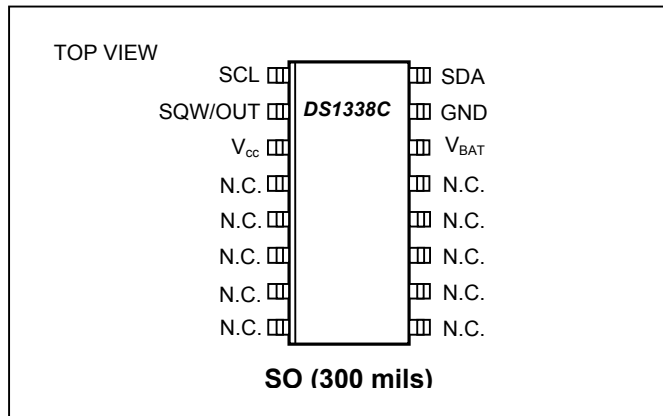 TOP VIEW
SCL SDA
SQW/OUT DS1338C GND
Vcc VBAT
N.C. N.C.
N.C. N.C.
N.C. N.C.
N.C. N.C.
N.C. N.C.
SO (300 mils)